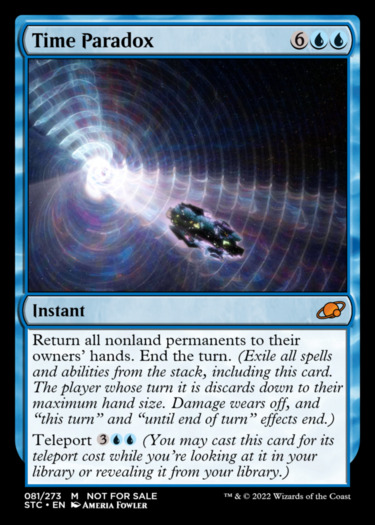 Time Paradox 6
Instant
Return all nonland permanents to their
owners' hands. End the turn. (Exile all spells
and abilities from the stack, including this card.
The player whose turn it is discards down to their
maximum hand size. Damage wears off, and
"this turn" and "until end of turn" effects end.)
Teleport 3 (You may cast this card for its
teleport cost while you're looking at it in your
library or revealing it from your library.)
081/273 M NOT FOR SALE
STC • EN Ameria Fowler
™ & © 2022 Wizards of the Coast